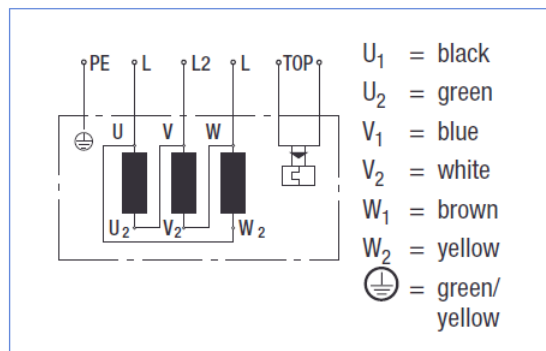 PE L L2 L TOP
U V W
U2 V2 W2
U1 = black
U2 = green
V1 = blue
V2 = white
W1 = brown
W2 = yellow
= green/
yellow